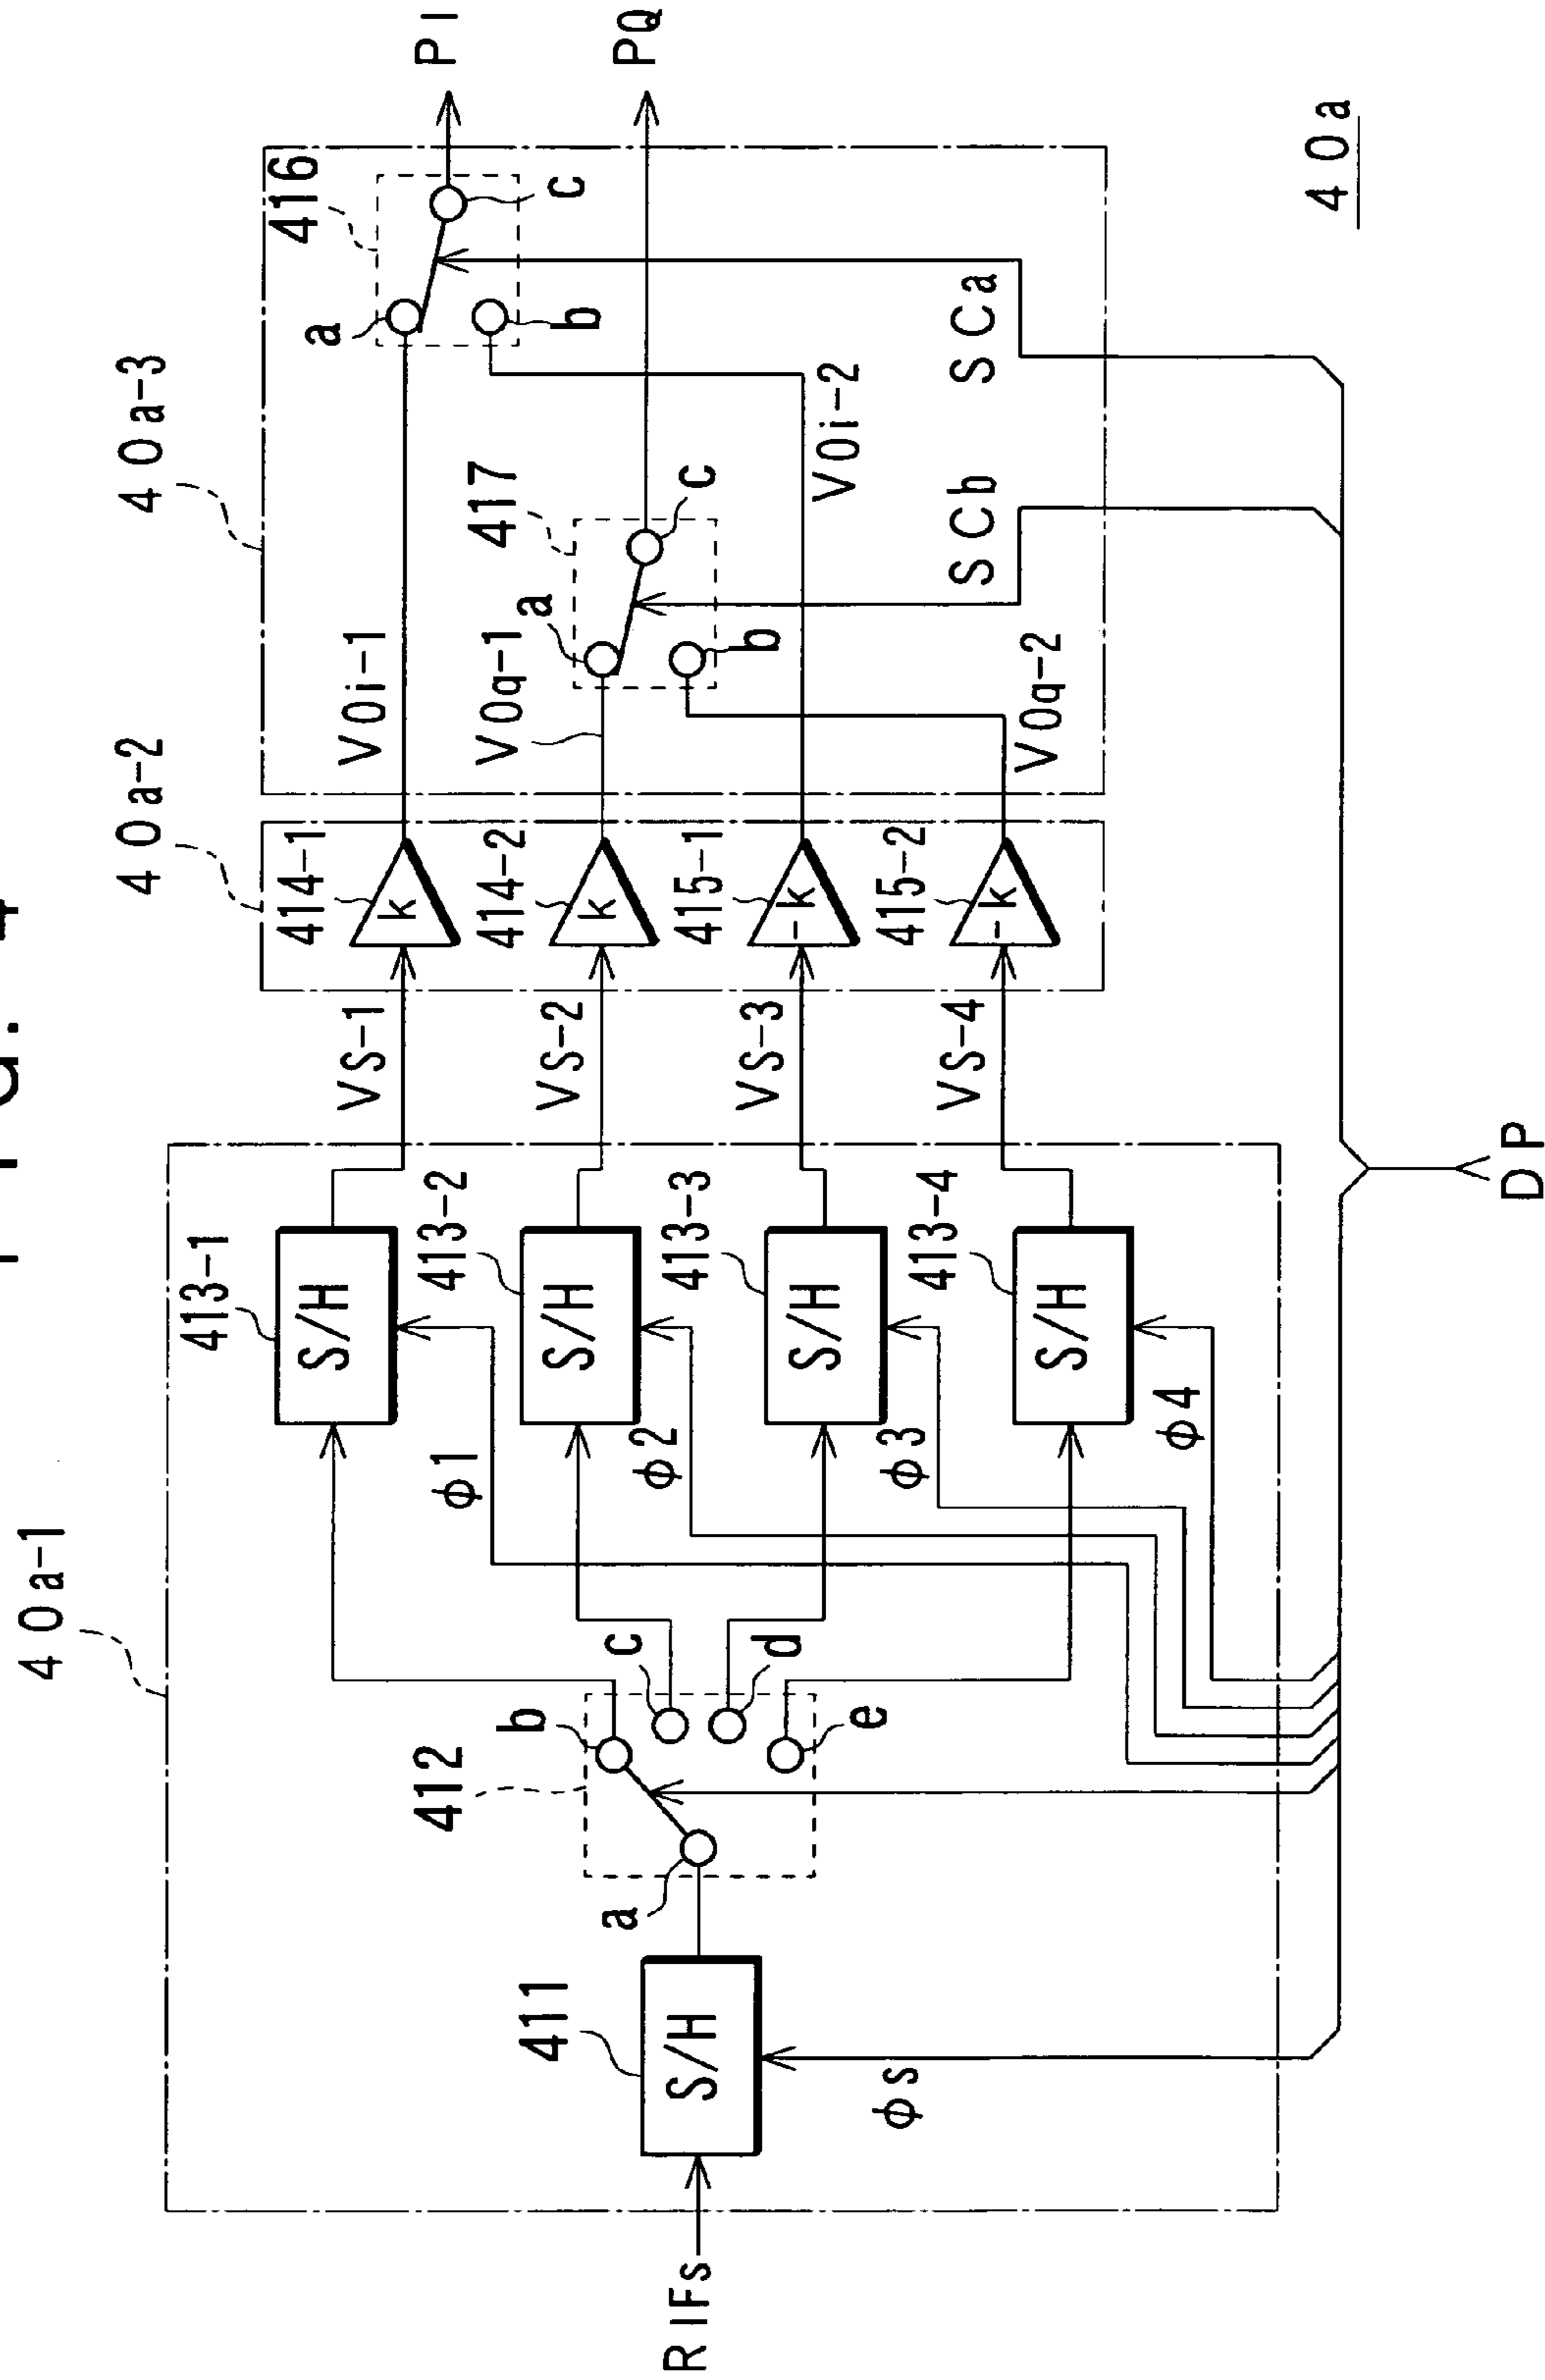 40a-1
40a-2
40a-3
RIFs
411
S/H
φs
412
a
b
c
d
e
413-1
S/H
φ1
413-2
S/H
φ2
413-3
S/H
φ3
413-4
S/H
φ4
VS-1
VS-2
VS-3
VS-4
414-1
k
414-2
k
415-1
-k
415-2
-k
V0i-1
V0q-1
V0i-2
V0q-2
416
a
b
c
417
a
b
c
SCa
SCb
PI
PQ
DP
40a